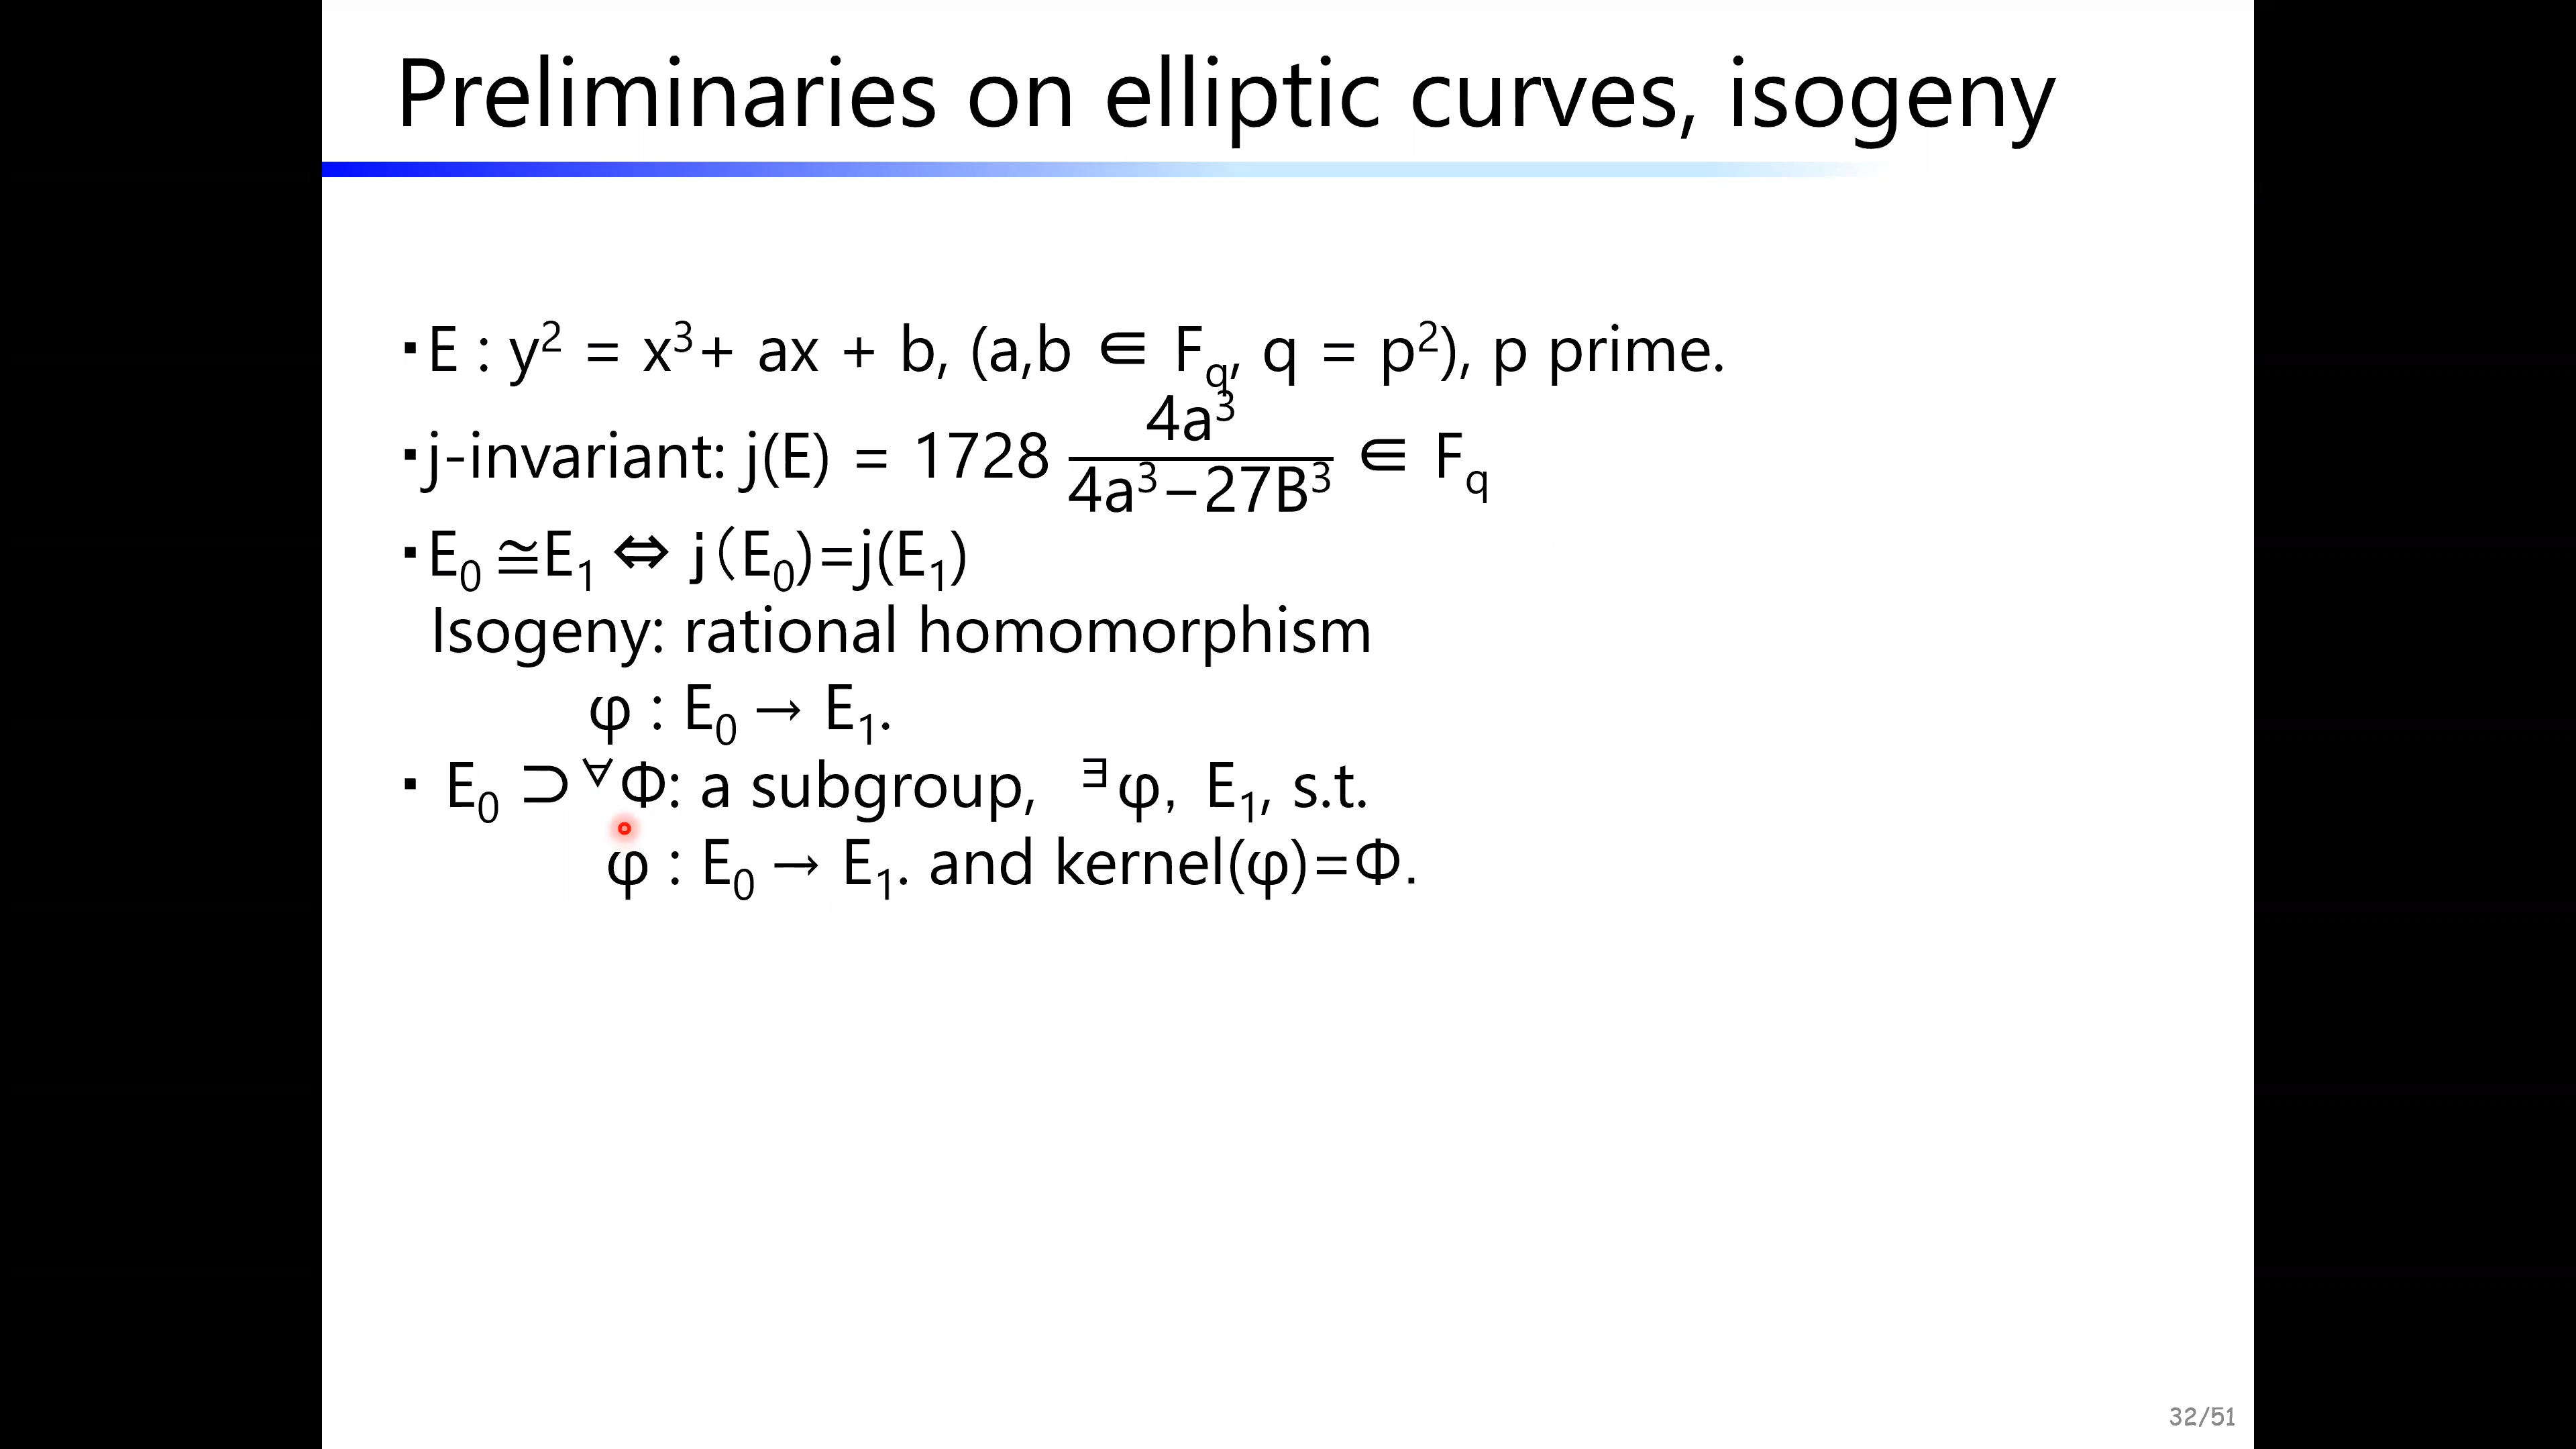 Preliminaries on elliptic curves, isogeny
▪E : y² = x³+ ax + b, (a,b ∈ F_q, q = p²), p prime.
▪j-invariant: j(E) = 1728 \frac{4a³}{4a³−27B³} ∈ F_q
▪E₀ ≅E₁ ⇔ j（E₀)=j(E₁)
Isogeny: rational homomorphism
φ : E₀ → E₁.
▪ E₀ ⊃ ∀Φ: a subgroup, ∃φ, E₁, s.t.
φ : E₀ → E₁. and kernel(φ)=Φ.
32/51